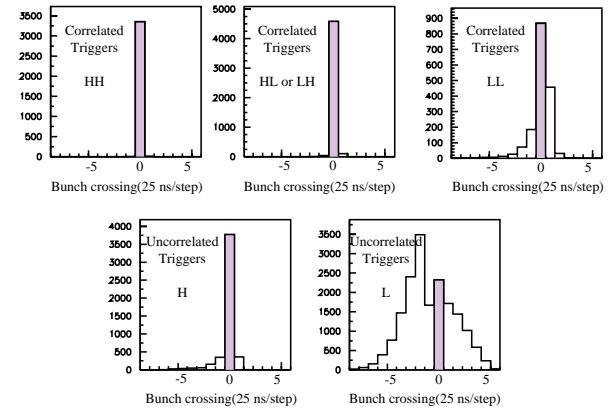 3500
3000
2500
2000
1500
1000
500
0
Correlated
Triggers
HH
-5 0 5
Bunch crossing(25 ns/step)
5000
4000
3000
2000
1000
0
Correlated
Triggers
HL or LH
-5 0 5
Bunch crossing(25 ns/step)
900
800
700
600
500
400
300
200
100
0
Correlated
Triggers
LL
-5 0 5
Bunch crossing(25 ns/step)
4000
3500
3000
2500
2000
1500
1000
500
0
Uncorrelated
Triggers
H
-5 0 5
Bunch crossing(25 ns/step)
3500
3000
2500
2000
1500
1000
500
0
Uncorrelated
Triggers
L
-5 0 5
Bunch crossing(25 ns/step)